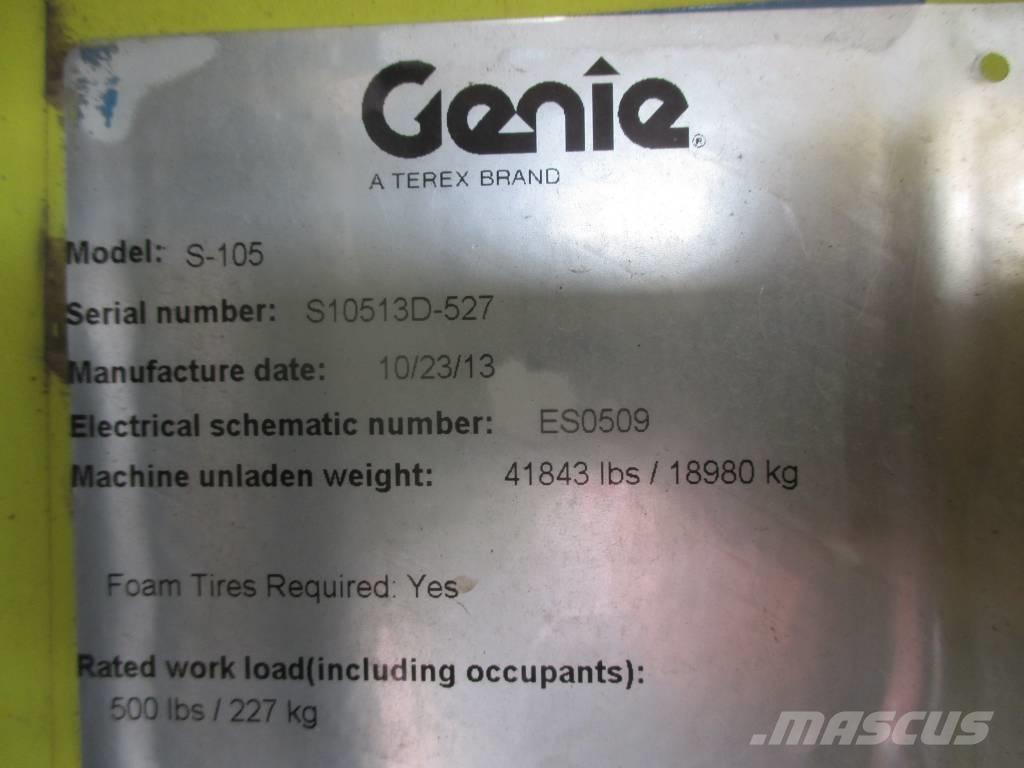 Genie®
A TEREX BRAND
Model: S-105
Serial number: S10513D-527
Manufacture date: 10/23/13
Electrical schematic number: ES0509
Machine unladen weight: 41843 lbs / 18980 kg
Foam Tires Required: Yes
Rated work load(including occupants):
500 lbs / 227 kg
MASCUS